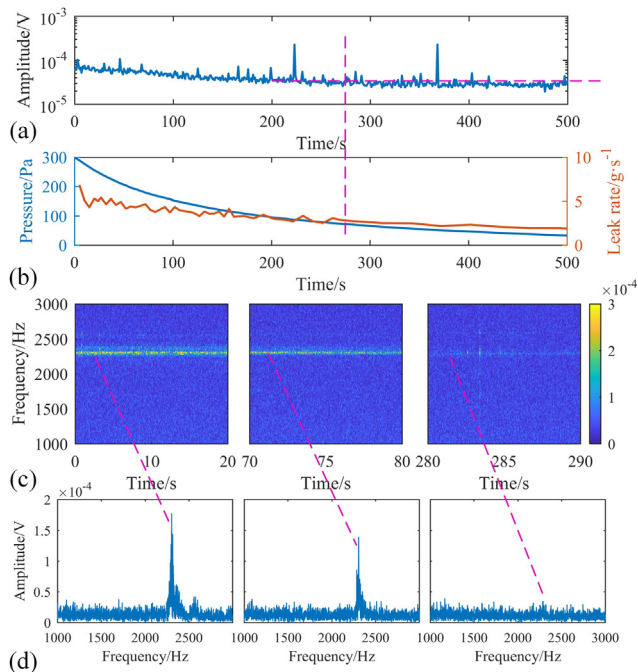 10⁻³
10⁻⁴
10⁻⁵
Amplitude/V
0 100 200 300 400 500
Time/s
(a)
300
200
100
0
Pressure/Pa
10
5
0
Leak rate/g·s⁻¹
0 100 200 300 400 500
Time/s
(b)
3000
2500
2000
1500
1000
Frequency/Hz
×10⁻⁴
3
2
1
0
0 10 20 70 75 80 280 285 290
Time/s Time/s Time/s
(c)
×10⁻⁴
2
1.5
1
0.5
0
Amplitude/V
1000 1500 2000 2500 1000 1500 2000 2500 1000 1500 2000 2500 3000
Frequency/Hz Frequency/Hz Frequency/Hz
(d)